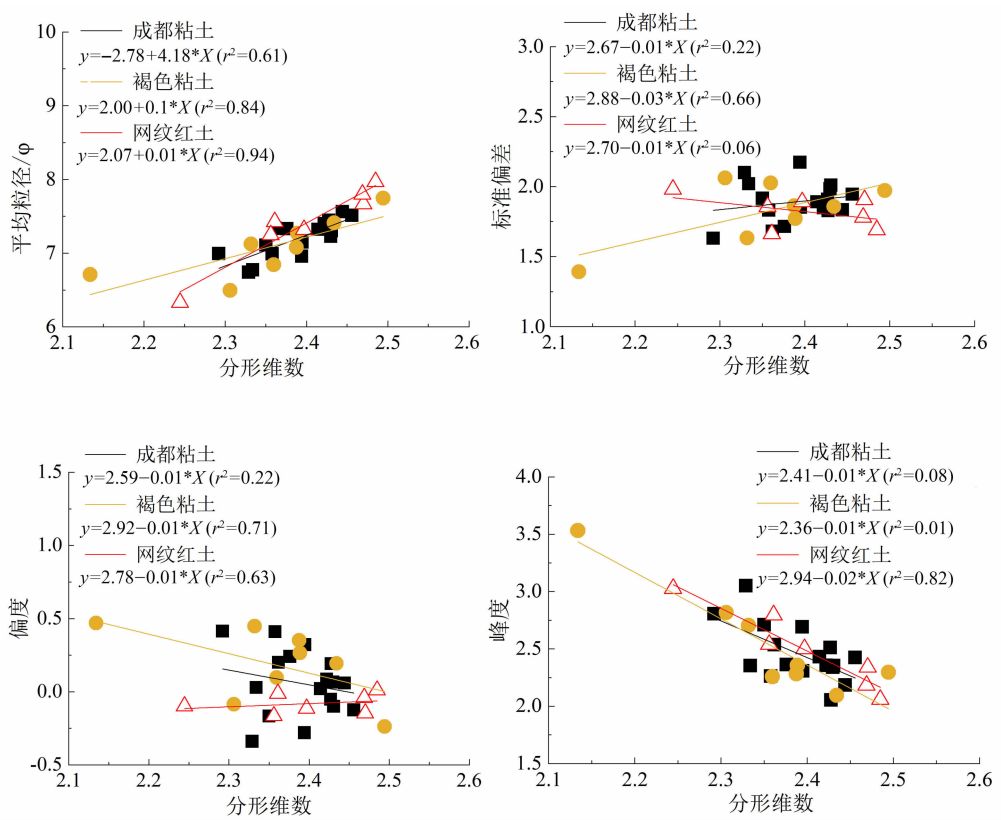 10
9
8
7
6
平均粒径/φ
成都粘土
y=−2.78+4.18*X (r²=0.61)
褐色粘土
y=2.00+0.1*X (r²=0.84)
网纹红土
y=2.07+0.01*X (r²=0.94)
2.1 2.2 2.3 2.4 2.5 2.6
分形维数
3.0
2.5
2.0
1.5
1.0
标准偏差
成都粘土
y=2.67−0.01*X (r²=0.22)
褐色粘土
y=2.88−0.03*X (r²=0.66)
网纹红土
y=2.70−0.01*X (r²=0.06)
2.1 2.2 2.3 2.4 2.5 2.6
分形维数
1.5
1.0
0.5
0.0
-0.5
偏度
成都粘土
y=2.59−0.01*X (r²=0.22)
褐色粘土
y=2.92−0.01*X (r²=0.71)
网纹红土
y=2.78−0.01*X (r²=0.63)
2.1 2.2 2.3 2.4 2.5 2.6
分形维数
4.0
3.5
3.0
2.5
2.0
1.5
峰度
成都粘土
y=2.41−0.01*X (r²=0.08)
褐色粘土
y=2.36−0.01*X (r²=0.01)
网纹红土
y=2.94−0.02*X (r²=0.82)
2.1 2.2 2.3 2.4 2.5 2.6
分形维数